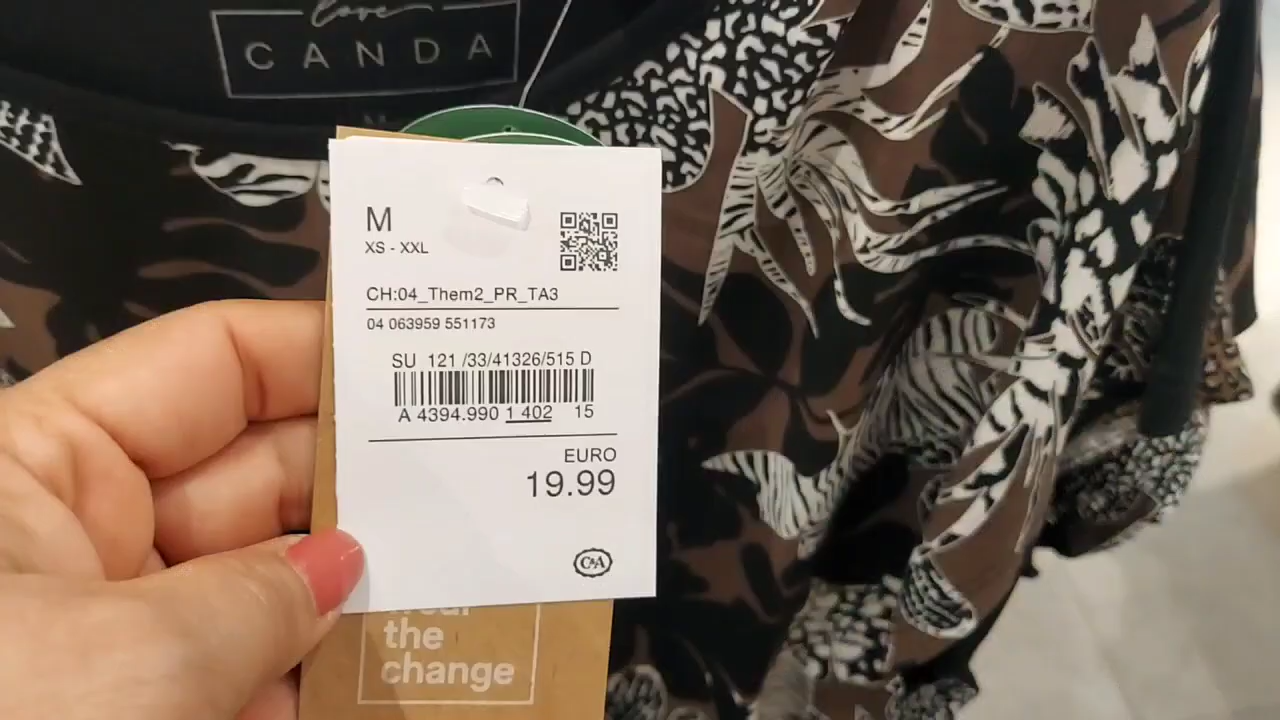 love
CANDA
M
XS - XXL
CH:04_Them2_PR_TA3
04 063959 551173
SU 121 /33/41326/515 D
A 4394.990 1 402 15
EURO
19.99
C&A
wear
the
change